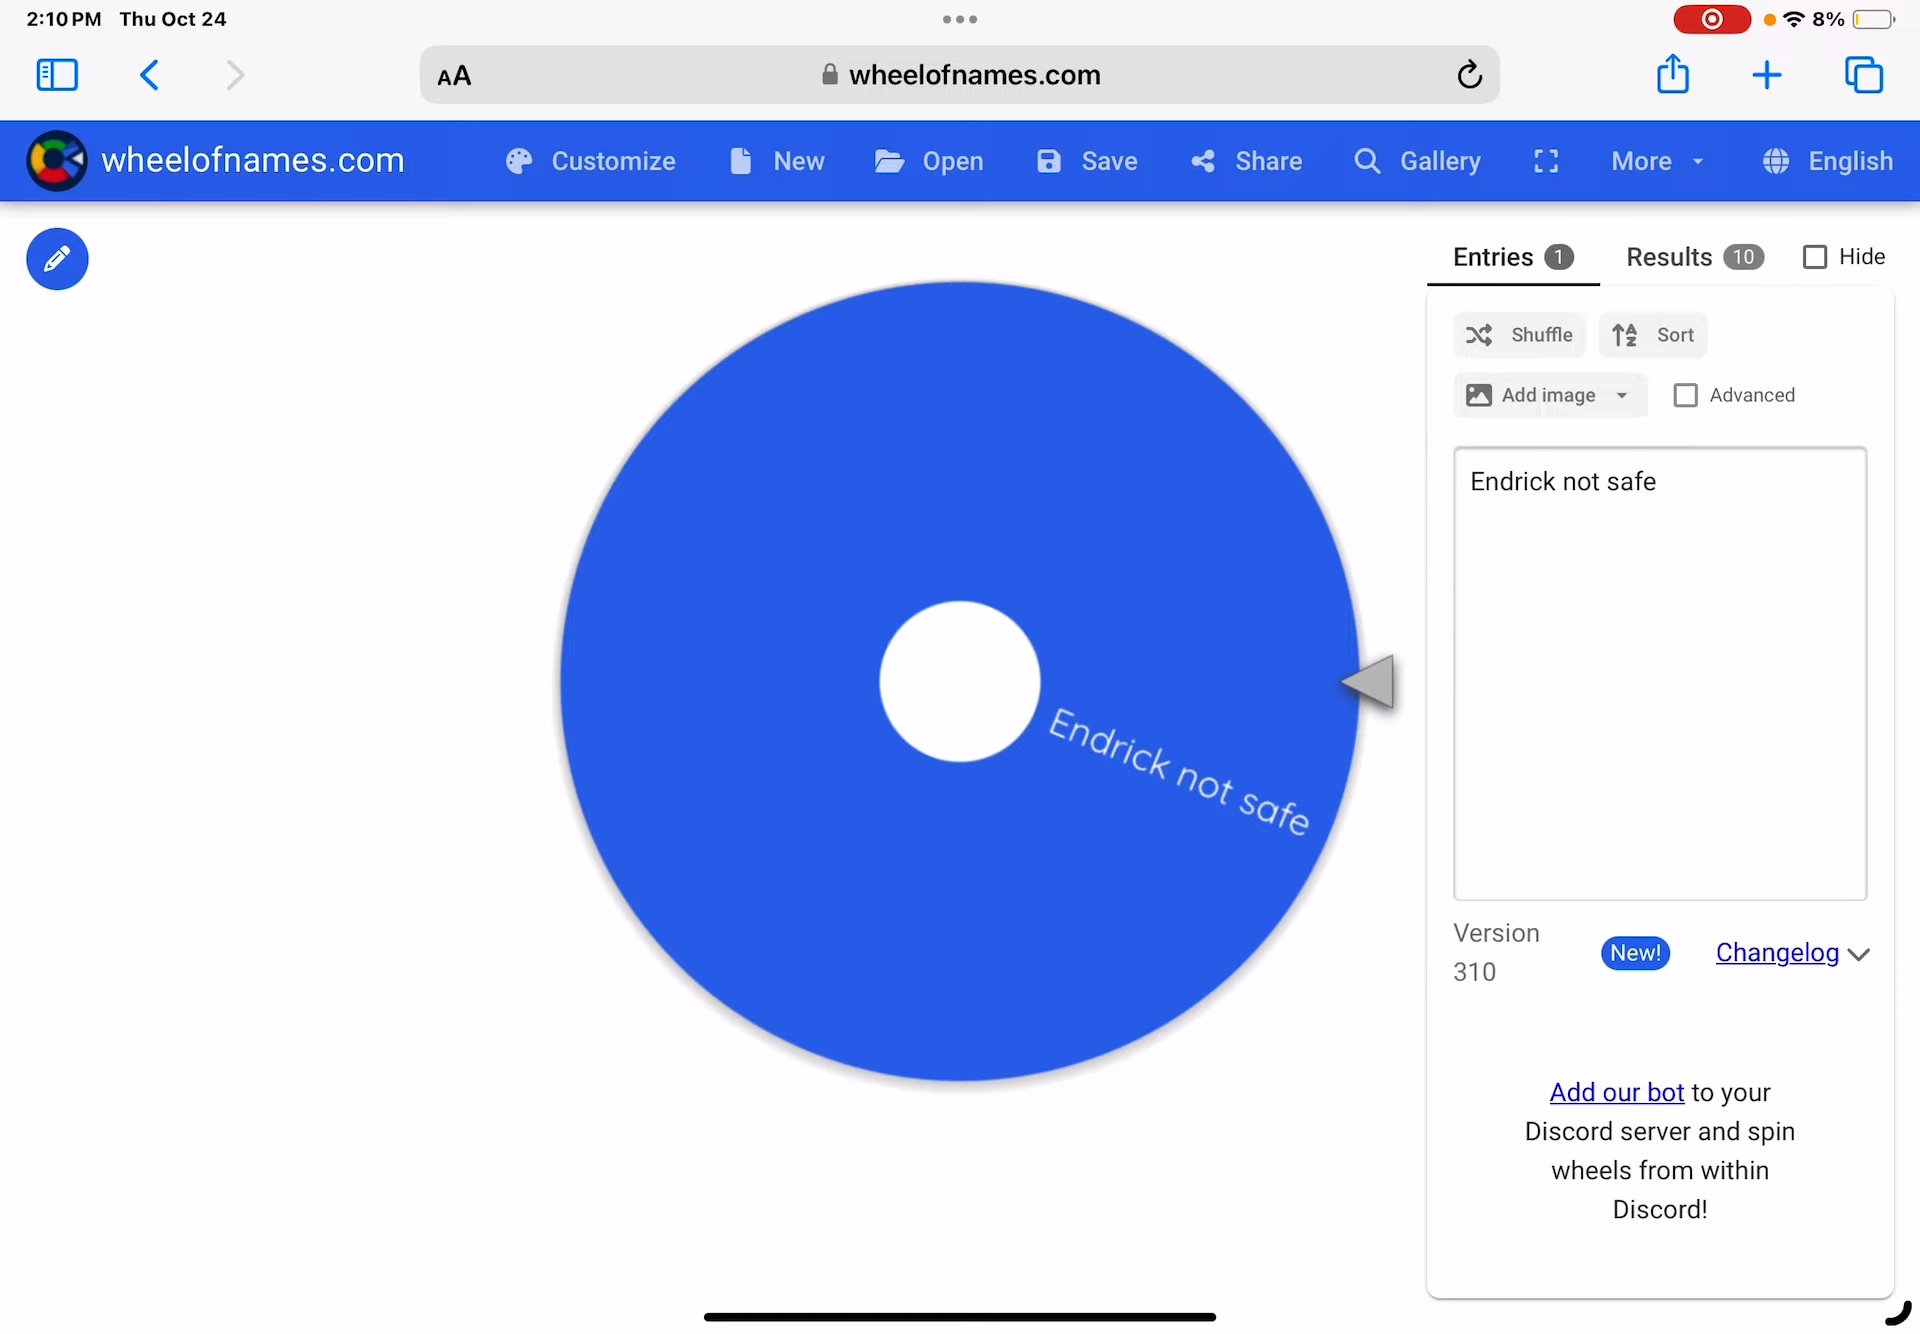 2:10 PM Thu Oct 24
8%
AA
wheelofnames.com
wheelofnames.com
Customize
New
Open
Save
Share
Gallery
More
English
Entries 1
Results 10
Hide
Shuffle
Sort
Add image
Advanced
Endrick not safe
Endrick not safe
Version
310
New!
Changelog
Add our bot to your
Discord server and spin
wheels from within
Discord!